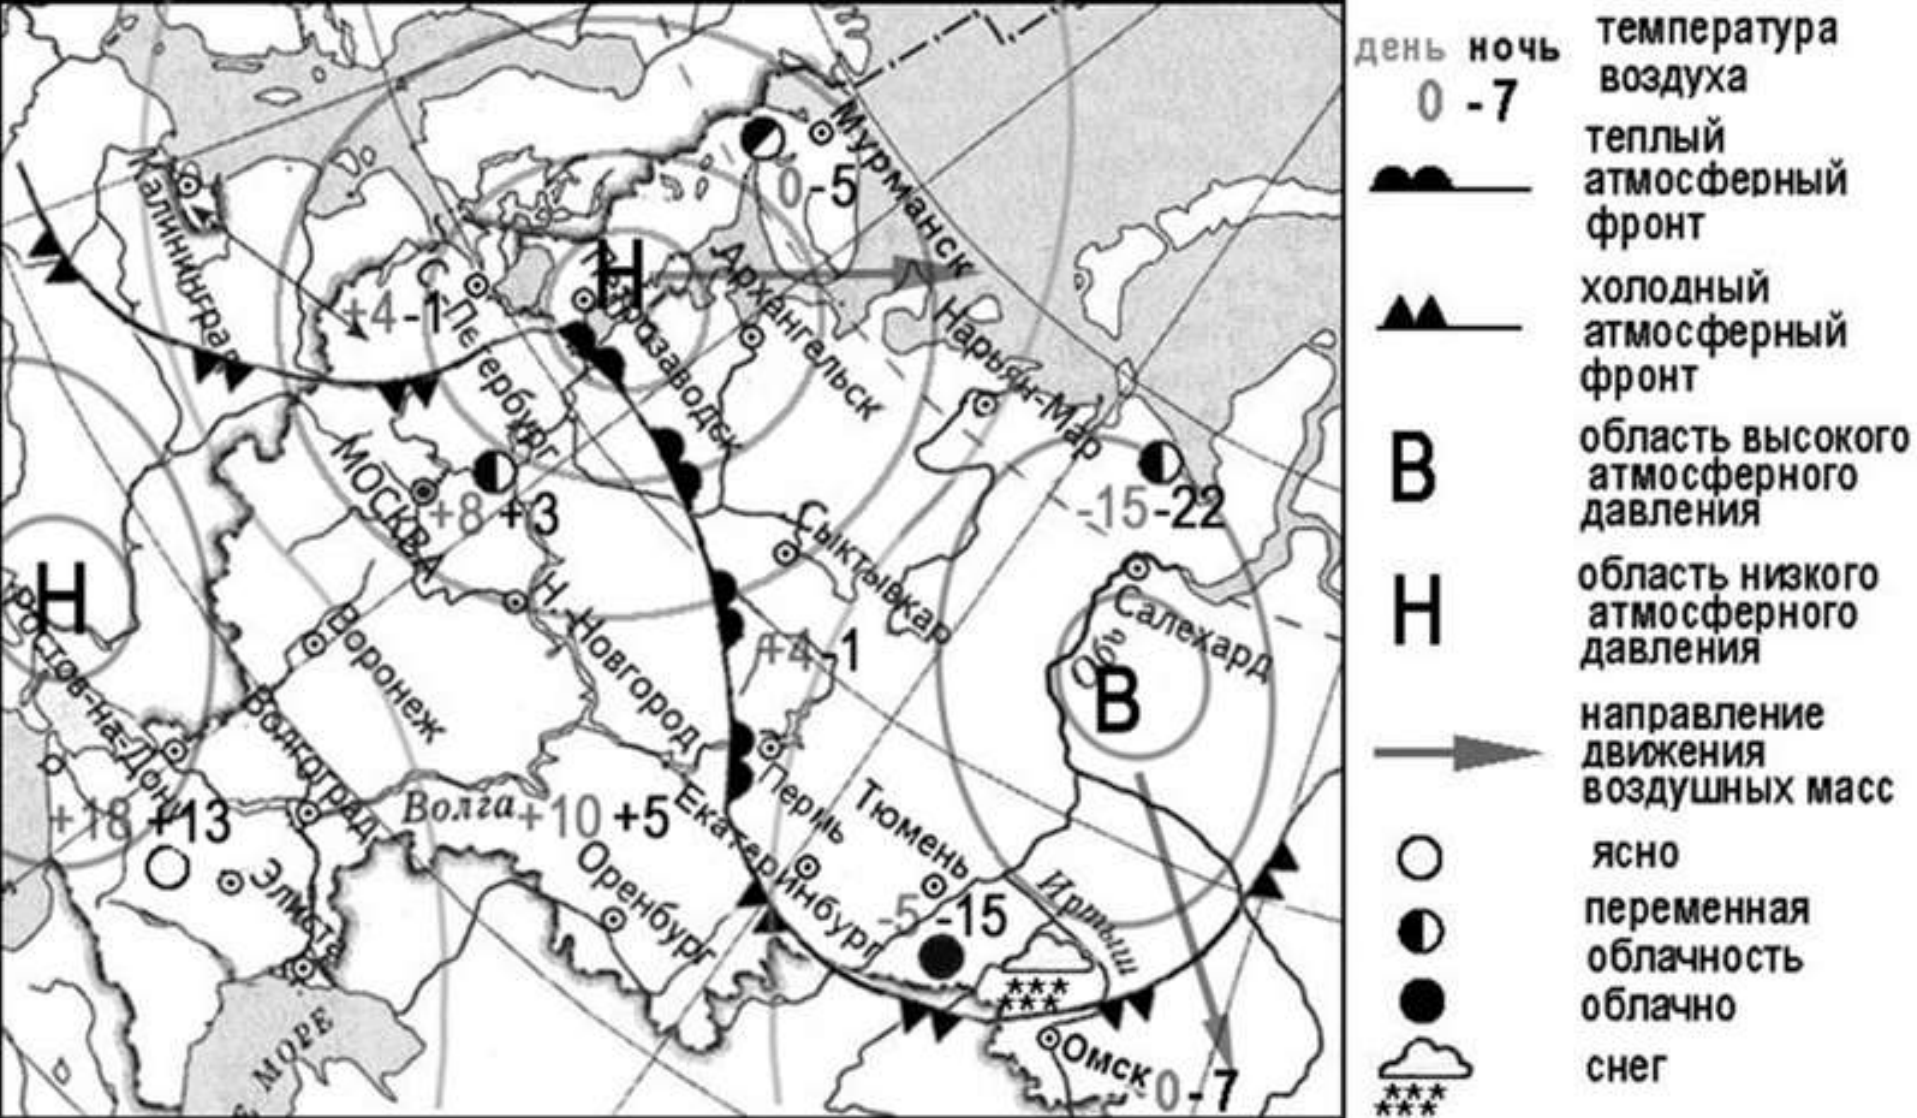 Мурманск
0 -5
Калининград
С.-Петербург
+4 -1
Н
Петрозаводск
Архангельск
Нарьян-Мар
МОСКВА
+8 +3
-15 -22
Сыктывкар
Салехард
Обь
В
Н
Н.-Новгород
+4 -1
Воронеж
Ростов-на-Дону
Волгоград
Волга
+10 +5
+18 +13
Екатеринбург
Пермь
Тюмень
Оренбург
Элиста
-5 -15
Иртыш
МОРЕ
Омск
0 -7
день ночь
0 -7
температура
воздуха
теплый
атмосферный
фронт
холодный
атмосферный
фронт
В
область высокого
атмосферного
давления
Н
область низкого
атмосферного
давления
направление
движения
воздушных масс
ясно
переменная
облачность
облачно
снег